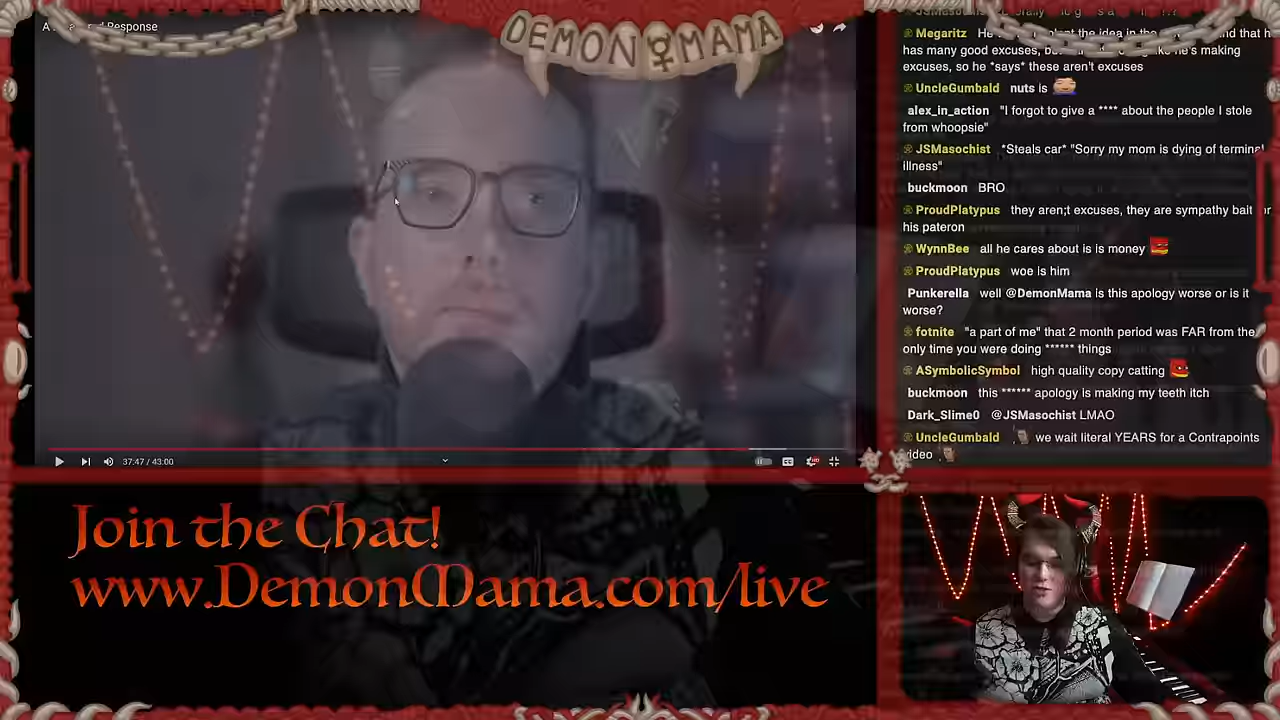 Response
DEMON MAMA
Megaritz He
has many good excuses,
excuses, so he *says* these aren't excuses
UncleGumbald nuts is
alex_in_action "I forgot to give a **** about the people I stole
from whoopsie"
JSMasochist *Steals car* "Sorry my mom is dying of terminal
illness"
buckmoon BRO
ProudPlatypus they aren;t excuses, they are sympathy bait for
his pateron
WynnBee all he cares about is is money
ProudPlatypus woe is him
Punkerella well @DemonMama Is this apology worse or is it
worse?
fotnite "a part of me" that 2 month period was FAR from the
only time you were doing ****** things
ASymbolicSymbol high quality copy catting
buckmoon this ****** apology is making my teeth itch
Dark_Slime0 @JSMasochist LMAO
UncleGumbald we wait literal YEARS for a Contrapoints
video
37:47 / 43:00
Join the Chat!
www.DemonMama.com/live